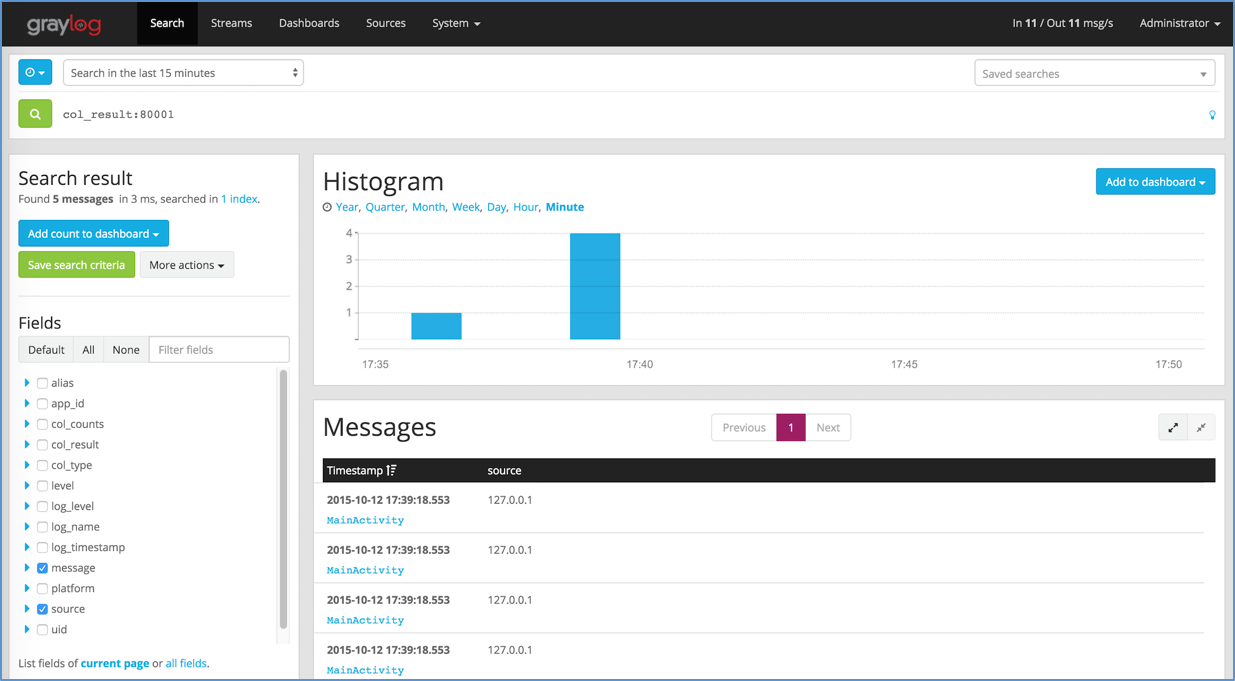 graylog Search Streams Dashboards Sources System In 11 / Out 11 msg/s Administrator
Search in the last 15 minutes Saved searches
col_result:80001
Search result
Found 5 messages in 3 ms, searched in 1 index.
Add count to dashboard
Save search criteria More actions
Fields
Default All None Filter fields
alias
app_id
col_counts
col_result
col_type
level
log_level
log_name
log_timestamp
message
platform
source
uid
List fields of current page or all fields.
Histogram Add to dashboard
Year, Quarter, Month, Week, Day, Hour, Minute
4
3
2
1
17:35 17:40 17:45 17:50
Messages Previous 1 Next
Timestamp source
2015-10-12 17:39:18.553 127.0.0.1
MainActivity
2015-10-12 17:39:18.553 127.0.0.1
MainActivity
2015-10-12 17:39:18.553 127.0.0.1
MainActivity
2015-10-12 17:39:18.553 127.0.0.1
MainActivity